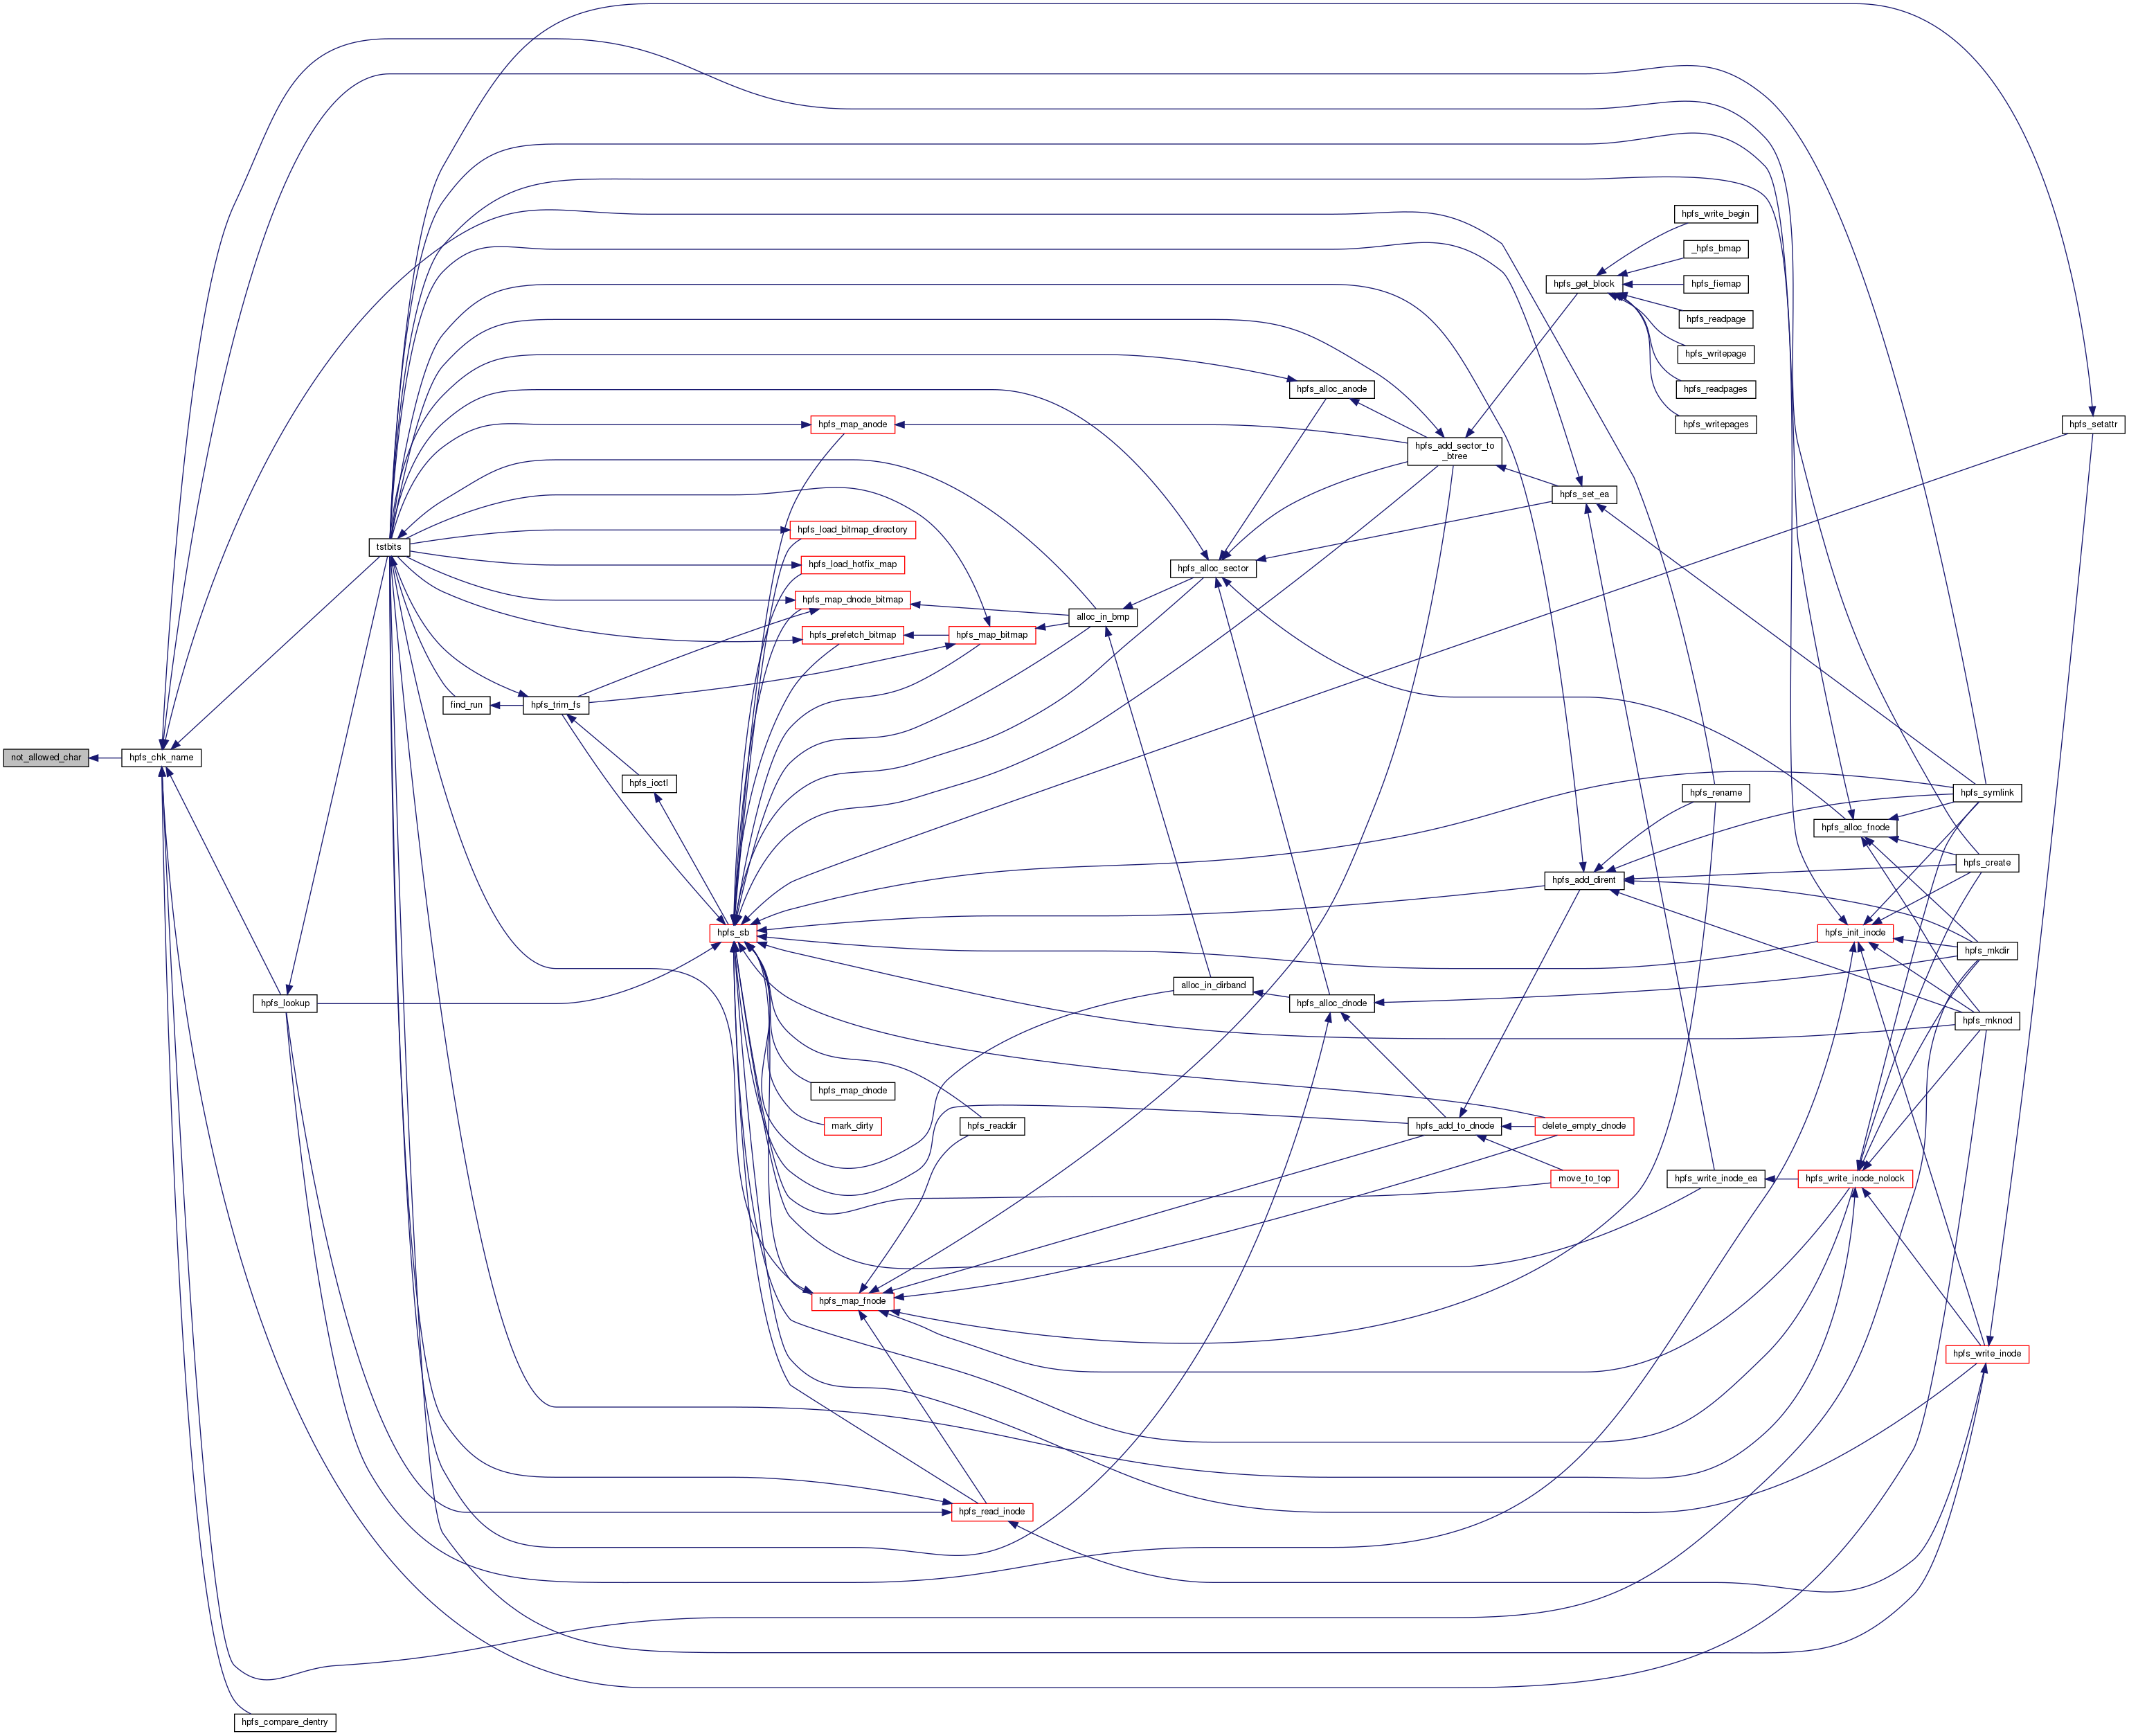 hpfs_write_begin
_hpfs_bmap
hpfs_get_block
hpfs_fiemap
hpfs_readpage
hpfs_writepage
hpfs_alloc_anode
hpfs_readpages
hpfs_map_anode
hpfs_writepages
hpfs_setattr
hpfs_add_sector_to
_btree
hpfs_set_ea
hpfs_load_bitmap_directory
tstbits
hpfs_load_hotfix_map
hpfs_alloc_sector
hpfs_map_dnode_bitmap
alloc_in_bmp
hpfs_prefetch_bitmap
hpfs_map_bitmap
find_run
hpfs_trim_fs
not_allowed_char
hpfs_chk_name
hpfs_ioctl
hpfs_rename
hpfs_symlink
hpfs_alloc_fnode
hpfs_create
hpfs_add_dirent
hpfs_sb
hpfs_init_inode
hpfs_mkdir
alloc_in_dirband
hpfs_lookup
hpfs_alloc_dnode
hpfs_mknod
hpfs_map_dnode
mark_dirty
hpfs_readdir
hpfs_add_to_dnode
delete_empty_dnode
move_to_top
hpfs_write_inode_ea
hpfs_write_inode_nolock
hpfs_map_fnode
hpfs_write_inode
hpfs_read_inode
hpfs_compare_dentry